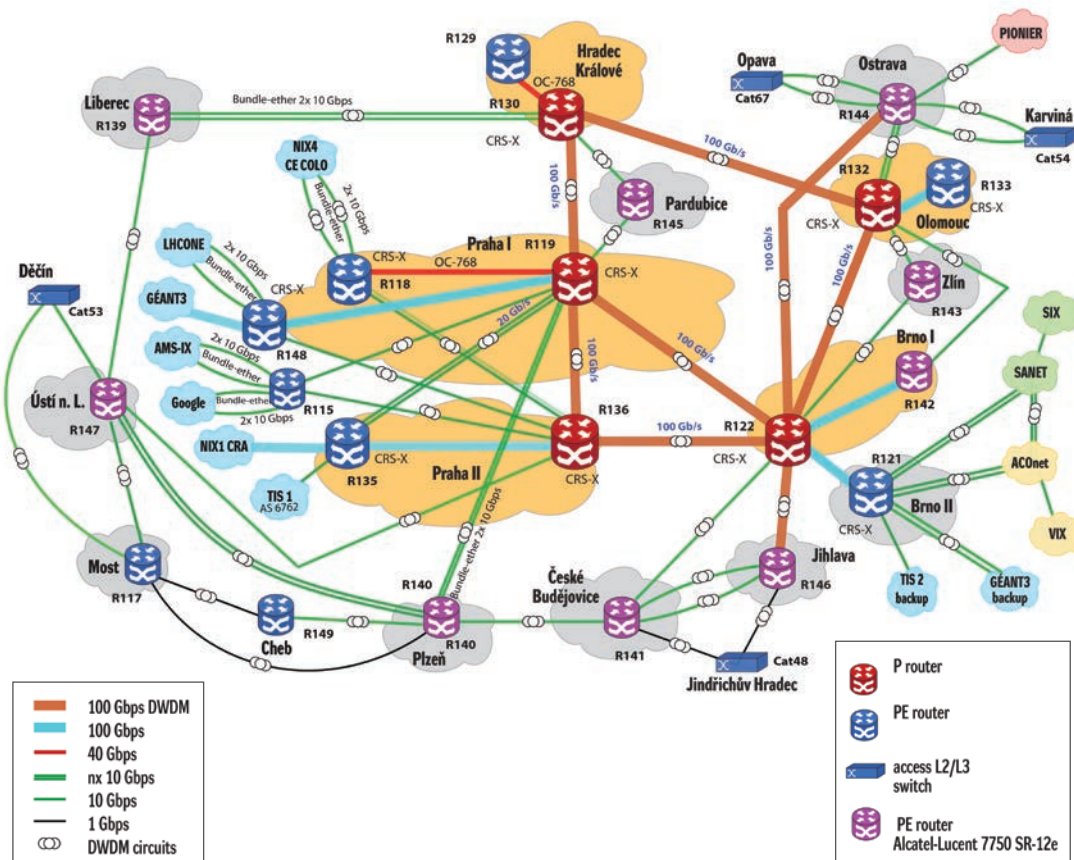 R129
Hradec
Králové
OC-768
R130
CRS-X
Liberec
R139
Bundle-ether 2x 10 Gbps
PIONIER
Opava
Cat67
Ostrava
R144
Karviná
Cat54
100 Gb/s
100 Gb/s
R132
CRS-X
R133
CRS-X
Olomouc
NIX4
CE COLO
2x 10 Gbps
Bundle-ether
Bundle-ether
Pardubice
R145
Praha I
R119
CRS-X
CRS-X
R118
OC-768
LHCONE
2x 10 Gbps
Bundle-ether
CRS-X
GÉANT3
R148
20 Gb/s
100 Gb/s
100 Gb/s
100 Gb/s
100 Gb/s
Zlín
R143
Děčín
Cat53
AMS-IX
2x 10 Gbps
Bundle-ether
Google
Bundle-ether
2x 10 Gbps
R115
Brno I
R142
SIX
SANET
Ústí n. L.
R147
NIX1 CRA
R135
CRS-X
Praha II
R136
CRS-X
100 Gb/s
R122
CRS-X
R121
CRS-X
Brno II
ACOnet
VIX
TIS 1
AS 6762
TIS 2
backup
GÉANT3
backup
Most
R117
Cheb
R149
Bundle-ether 2x 10 Gbps
R140
R140
Plzeň
České
Budějovice
R141
Jihlava
R146
Cat48
Jindřichův Hradec
100 Gbps DWDM
100 Gbps
40 Gbps
nx 10 Gbps
10 Gbps
1 Gbps
DWDM circuits
P router
PE router
access L2/L3
switch
PE router
Alcatel-Lucent 7750 SR-12e